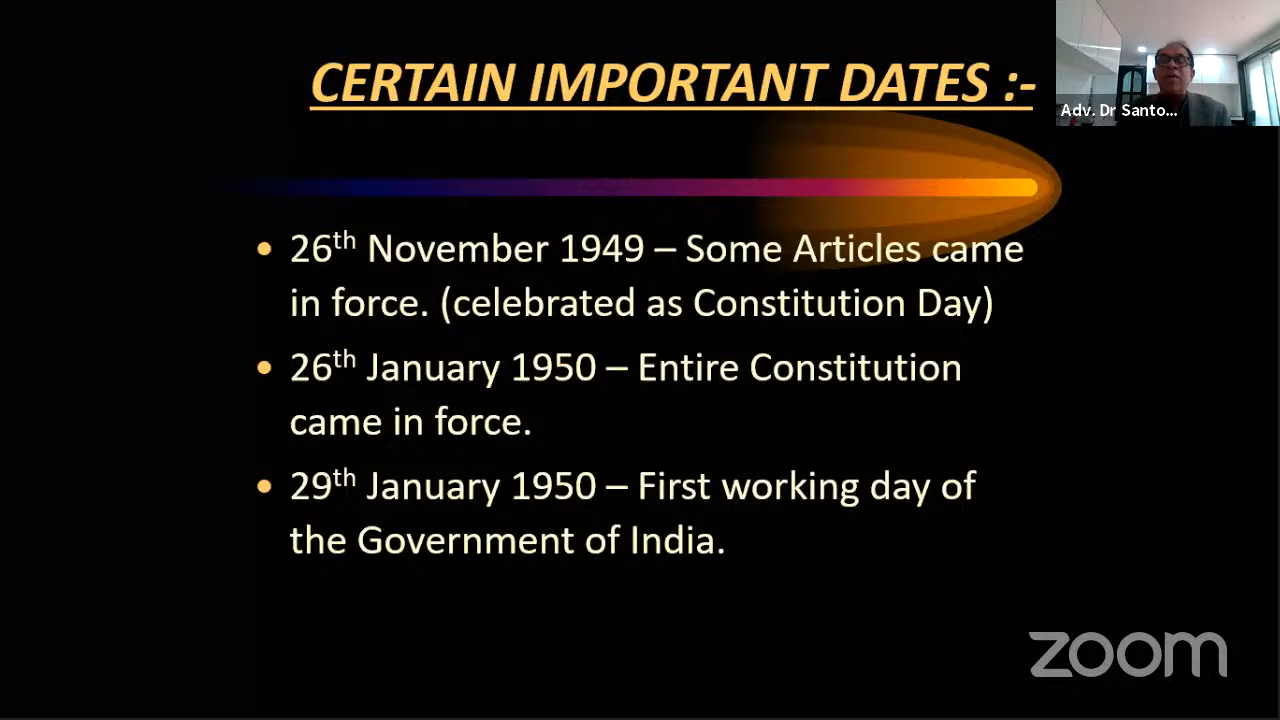 CERTAIN IMPORTANT DATES :-
Adv. Dr Santo...
• 26th November 1949 – Some Articles came
in force. (celebrated as Constitution Day)
• 26th January 1950 – Entire Constitution
came in force.
• 29th January 1950 – First working day of
the Government of India.
zoom